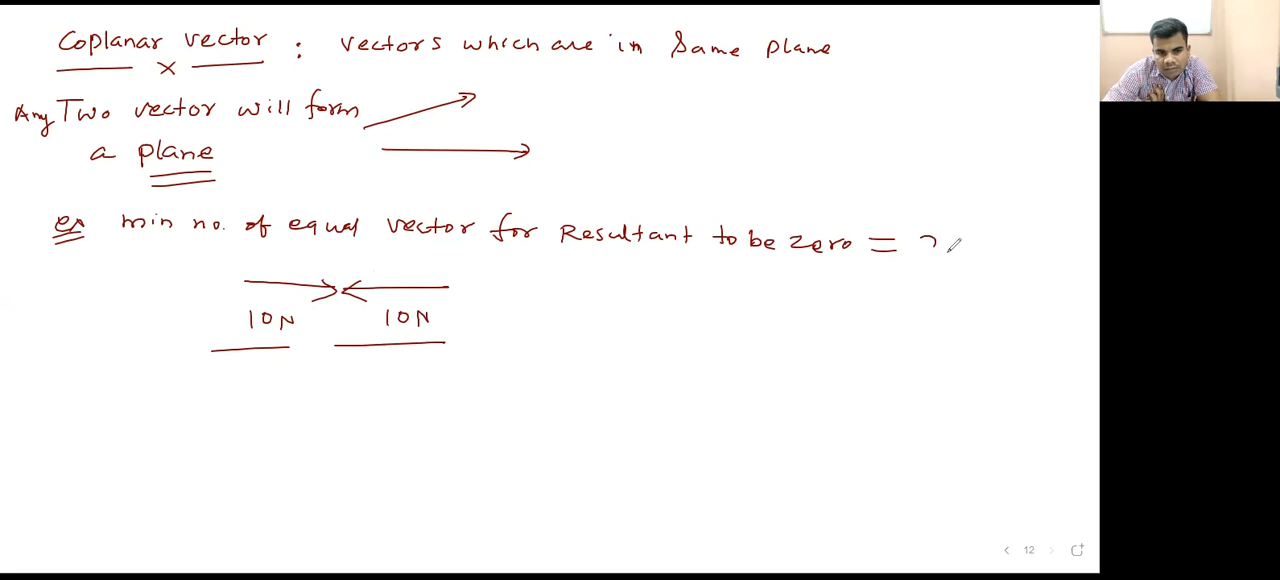 Coplanar vector : vectors which are in same plane
×
Any Two vector will form
a plane
ex min no. of equal vector for Resultant to be zero =
10N 10N
12